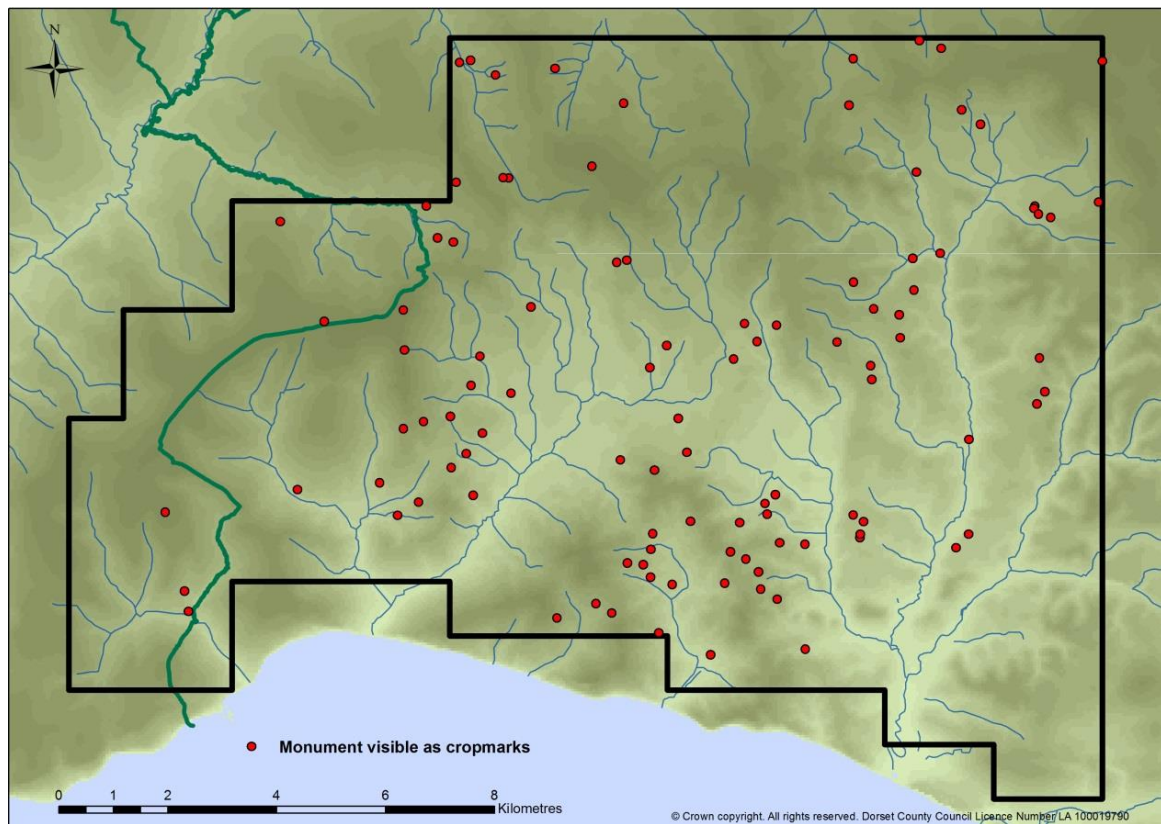 N
Monument visible as cropmarks
0 1 2 4 6 8
Kilometres
© Crown copyright. All rights reserved. Dorset County Council Licence Number LA 100019790